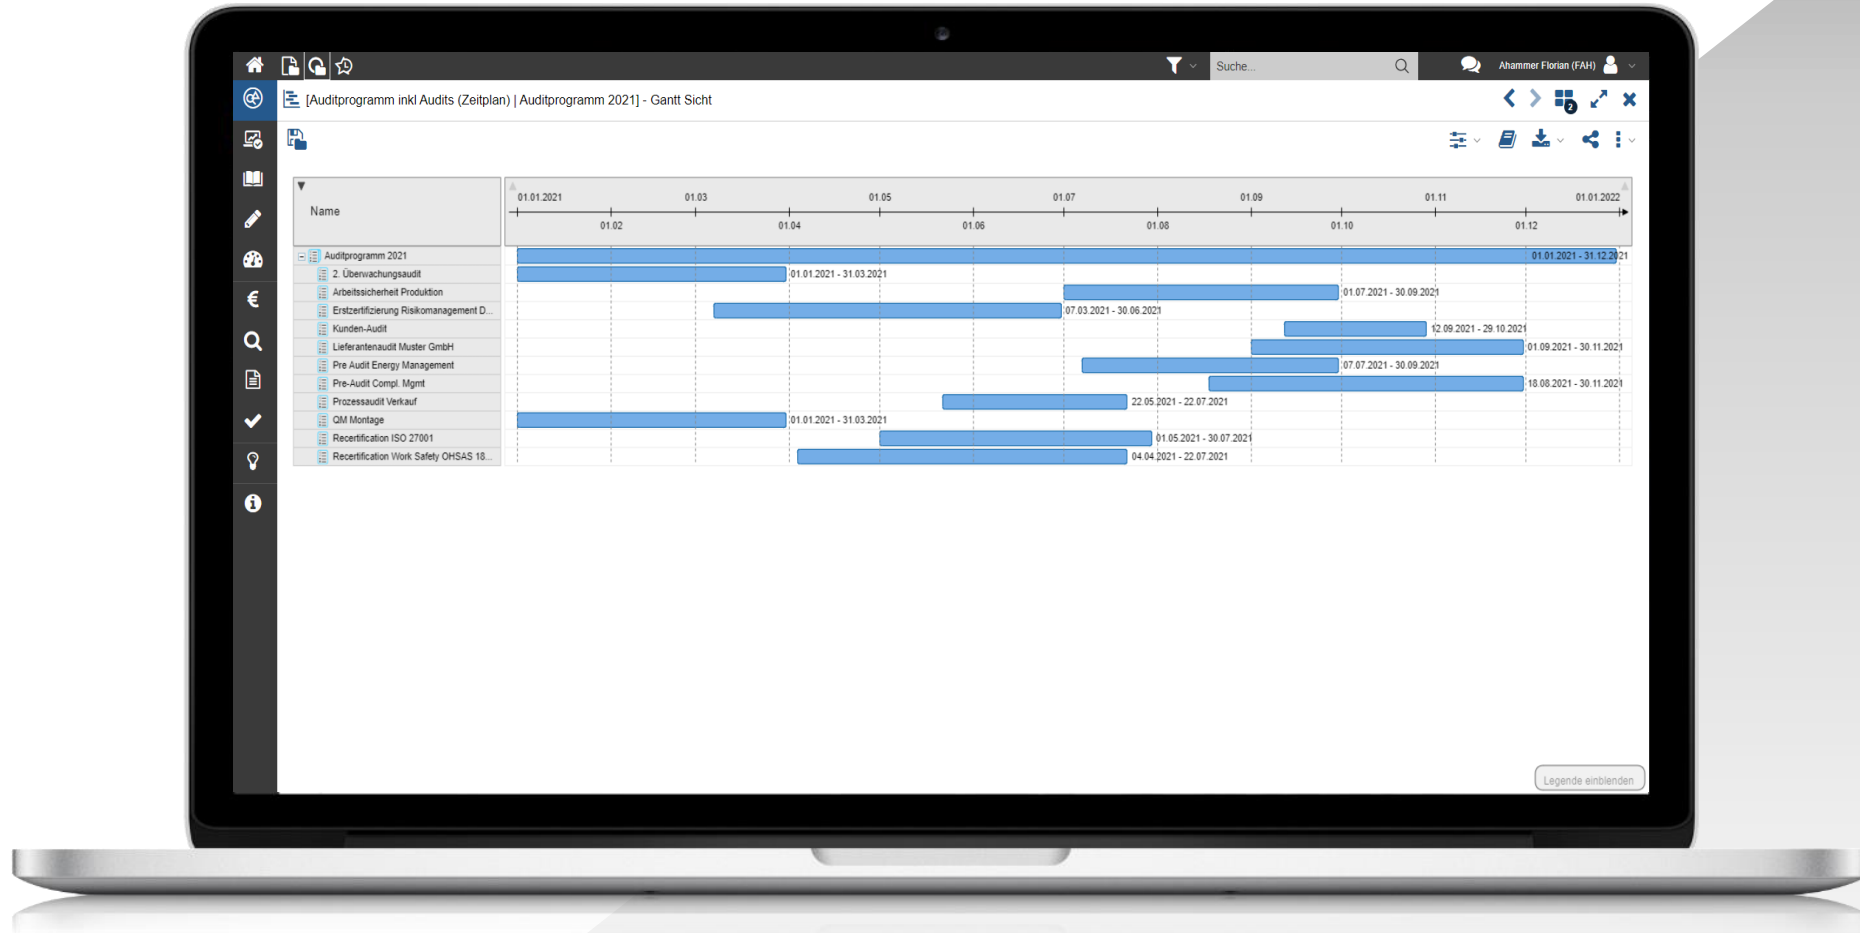 Suche...
Ahammer Florian (FAH)
[Auditprogramm inkl Audits (Zeitplan) | Auditprogramm 2021] - Gantt Sicht
2
Name
01.01.2021 01.03 01.05 01.07 01.09 01.11 01.01.2022
01.02 01.04 01.06 01.08 01.10 01.12
Auditprogramm 2021 01.01.2021 - 31.12.2021
2. Überwachungsaudit 01.01.2021 - 31.03.2021
Arbeitssicherheit Produktion 01.07.2021 - 30.09.2021
Erstzertifizierung Risikomanagement D... 07.03.2021 - 30.06.2021
Kunden-Audit 12.09.2021 - 29.10.2021
Lieferantenaudit Muster GmbH 01.09.2021 - 30.11.2021
Pre Audit Energy Management 07.07.2021 - 30.09.2021
Pre-Audit Compl. Mgmt 18.08.2021 - 30.11.2021
Prozessaudit Verkauf 22.05.2021 - 22.07.2021
QM Montage 01.01.2021 - 31.03.2021
Recertification ISO 27001 01.05.2021 - 30.07.2021
Recertification Work Safety OHSAS 18... 04.04.2021 - 22.07.2021
Legende einblenden